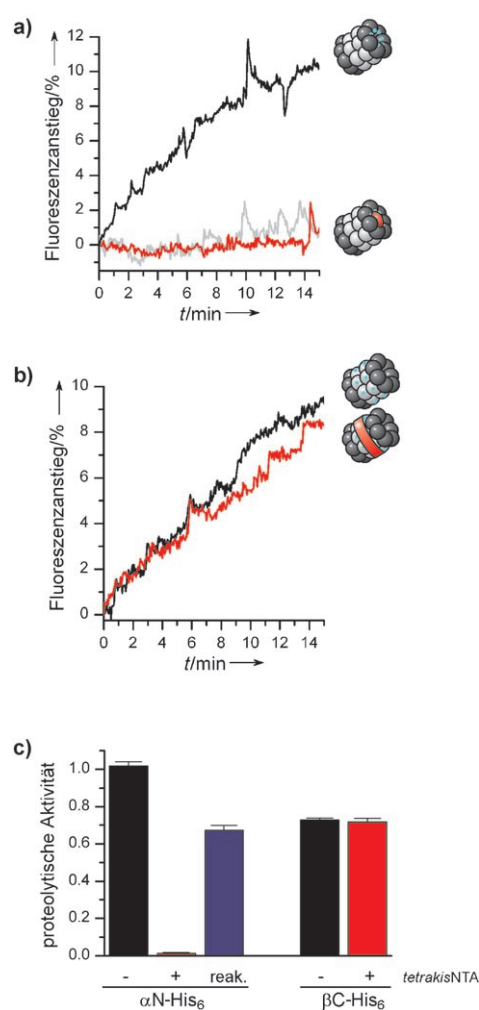 a)
Fluoreszenzanstieg/%
12
10
8
6
4
2
0
0 2 4 6 8 10 12 14
t/min
b)
Fluoreszenzanstieg/%
10
8
6
4
2
0
0 2 4 6 8 10 12 14
t/min
c)
proteolytische Aktivität
1.0
0.8
0.6
0.4
0.2
0.0
- + reak. - + tetrakisNTA
αN-His₆ βC-His₆